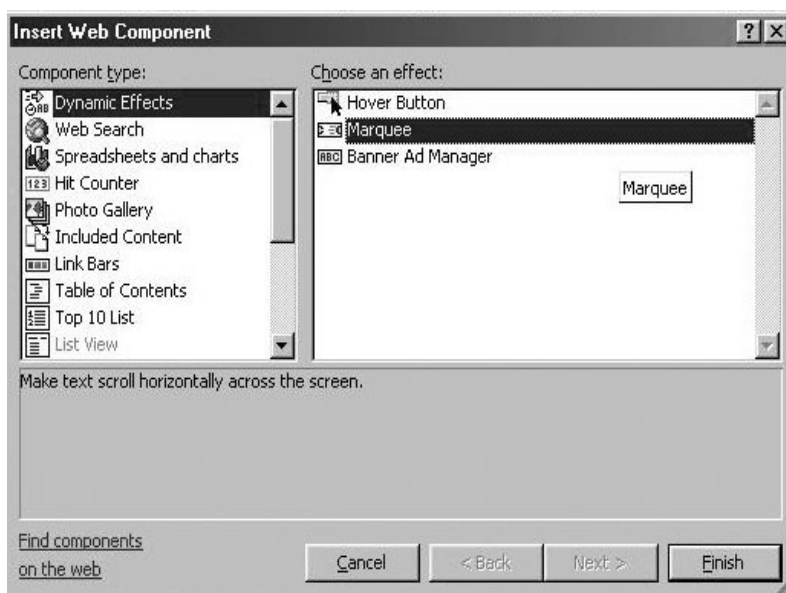 Insert Web Component
Component type:
Dynamic Effects
Web Search
Spreadsheets and charts
Hit Counter
Photo Gallery
Included Content
Link Bars
Table of Contents
Top 10 List
List View
Choose an effect:
Hover Button
Marquee
Banner Ad Manager
Marquee
Make text scroll horizontally across the screen.
Find components
on the web
Cancel
< Back
Next >
Finish